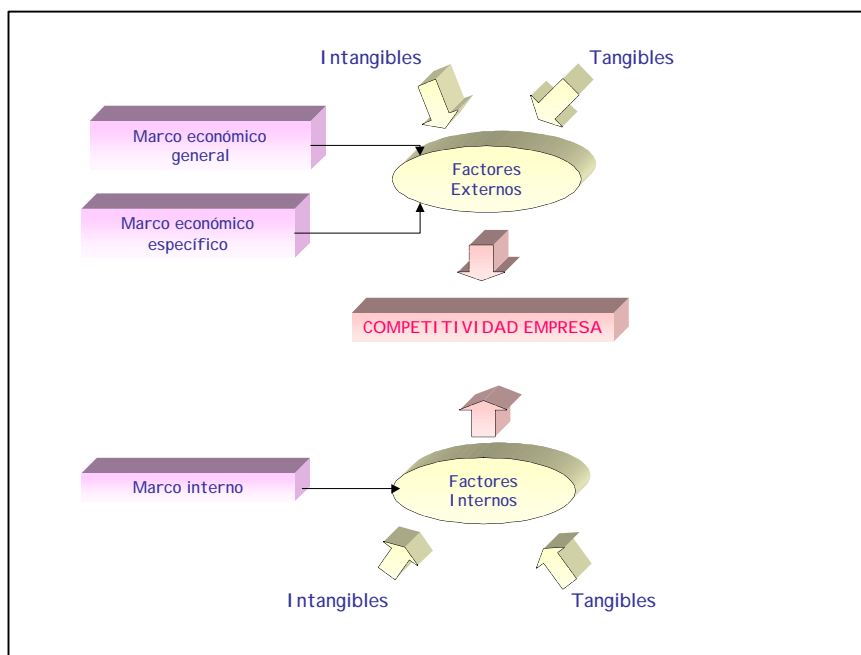 Intangibles
Tangibles
Marco económico
general
Factores
Externos
Marco económico
específico
COMPETITIVIDAD EMPRESA
Marco interno
Factores
Internos
Intangibles
Tangibles